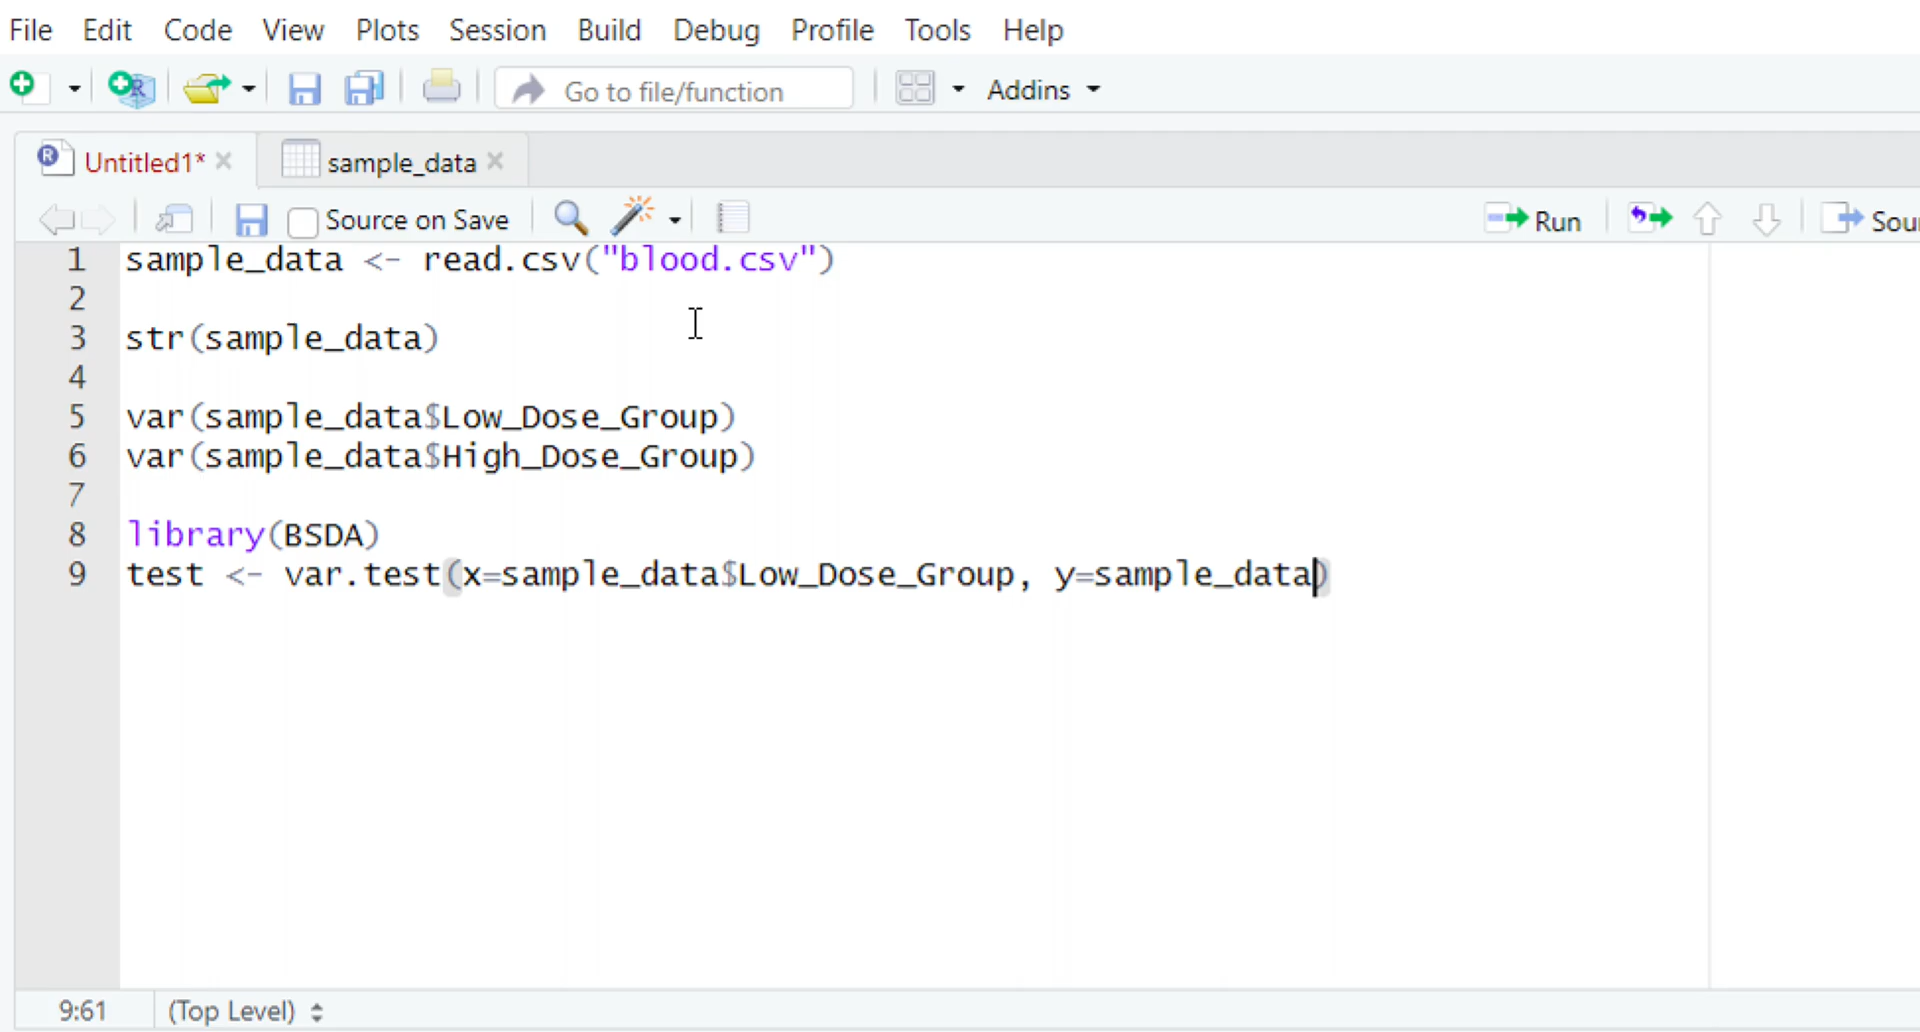 File Edit Code View Plots Session Build Debug Profile Tools Help
Go to file/function Addins
Untitled1* sample_data
Source on Save Run Sou
1 sample_data <- read.csv("blood.csv")
2
3 str(sample_data)
4
5 var(sample_data$Low_Dose_Group)
6 var(sample_data$High_Dose_Group)
7
8 library(BSDA)
9 test <- var.test(x=sample_data$Low_Dose_Group, y=sample_data)
9:61 (Top Level)